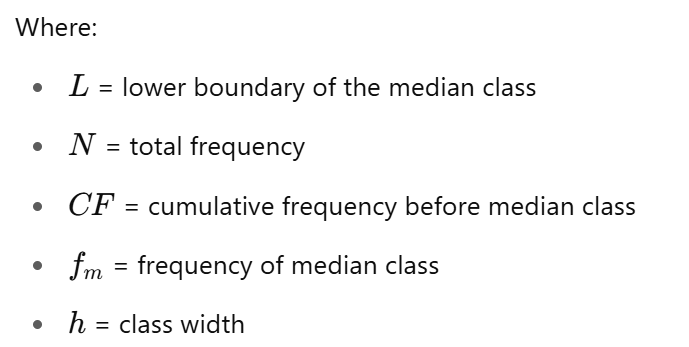 Where:
• L = lower boundary of the median class
• N = total frequency
• CF = cumulative frequency before median class
• fₘ = frequency of median class
• h = class width